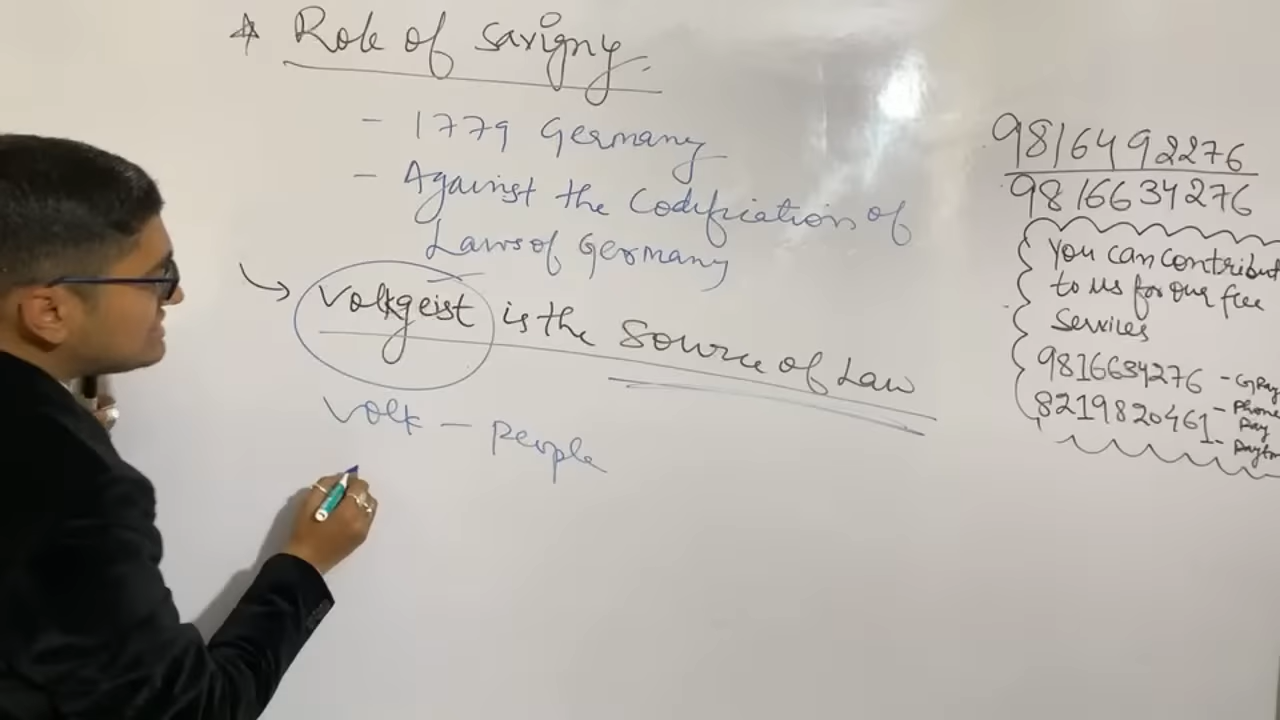 Role of Savigny.
- 1779 Germany
- Against the Codification of
Laws of Germany
Volkgeist is the Source of Law
Volk - People
9816492276
9816634276
You can contribut
to us for our free
Services
9816634276 - GPay
8219820461 - Phone
Pay
- Paytm